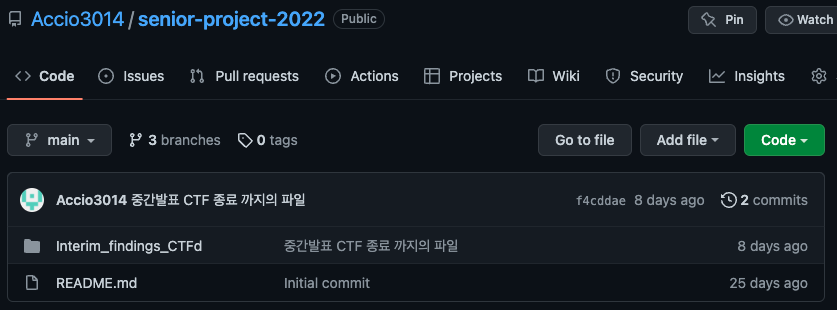 Accio3014 / senior-project-2022 Public Pin Watch
Code Issues Pull requests Actions Projects Wiki Security Insights
main 3 branches 0 tags Go to file Add file Code
Accio3014 중간발표 CTF 종료 까지의 파일 f4cddae 8 days ago 2 commits
Interim_findings_CTFd 중간발표 CTF 종료 까지의 파일 8 days ago
README.md Initial commit 25 days ago